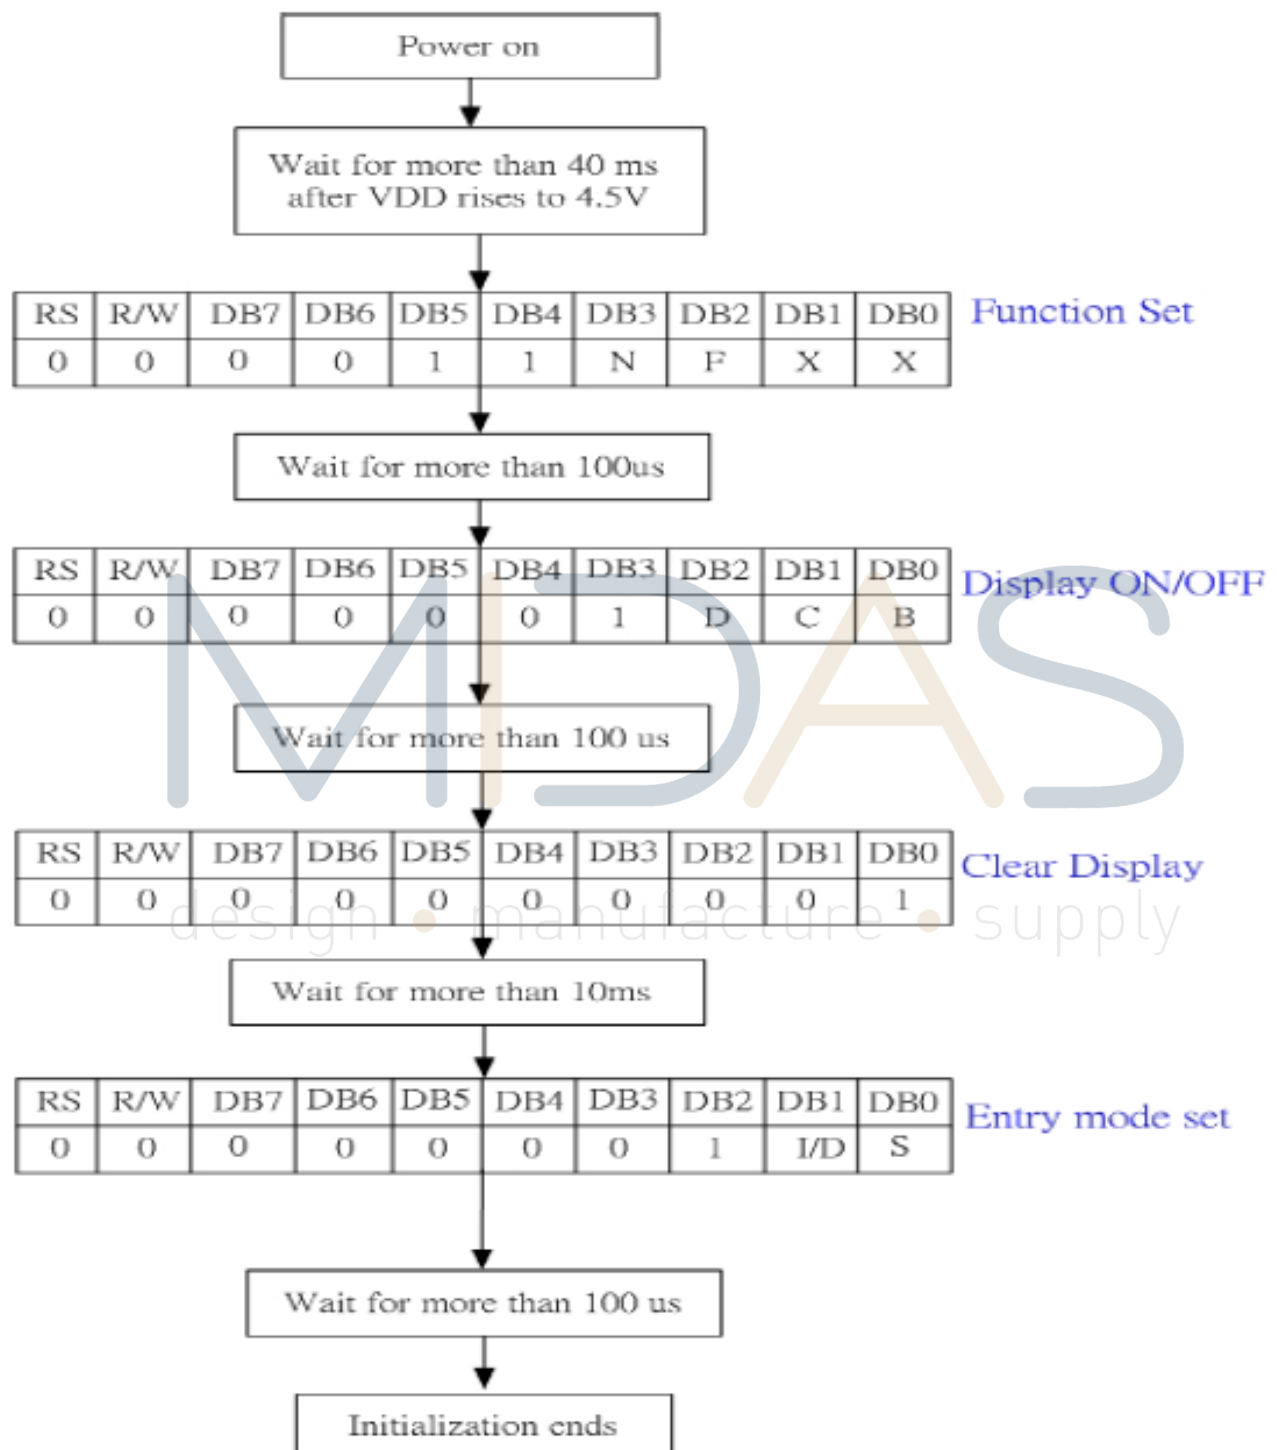 Power on
Wait for more than 40 ms
after VDD rises to 4.5V
RS R/W DB7 DB6 DB5 DB4 DB3 DB2 DB1 DB0 Function Set
0 0 0 0 1 1 N F X X
Wait for more than 100us
RS R/W DB7 DB6 DB5 DB4 DB3 DB2 DB1 DB0 Display ON/OFF
0 0 0 0 0 0 1 D C B
MIDAS
Wait for more than 100 us
RS R/W DB7 DB6 DB5 DB4 DB3 DB2 DB1 DB0 Clear Display
0 0 0 0 0 0 0 0 0 1
design • manufacture • supply
Wait for more than 10ms
RS R/W DB7 DB6 DB5 DB4 DB3 DB2 DB1 DB0 Entry mode set
0 0 0 0 0 0 0 1 I/D S
Wait for more than 100 us
Initialization ends